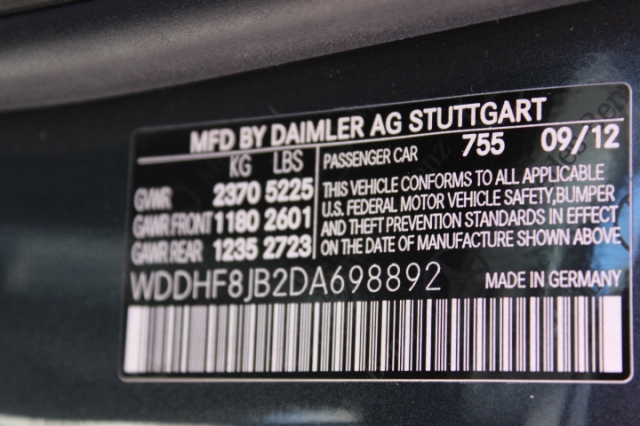 MFD BY DAIMLER AG STUTTGART
KG LBS
GVWR 2370 5225
GAWR FRONT 1180 2601
GAWR REAR 1235 2723
PASSENGER CAR 755 09/12
THIS VEHICLE CONFORMS TO ALL APPLICABLE
U.S. FEDERAL MOTOR VEHICLE SAFETY, BUMPER
AND THEFT PREVENTION STANDARDS IN EFFECT
ON THE DATE OF MANUFACTURE SHOWN ABOVE
WDDHF8JB2DA698892 MADE IN GERMANY